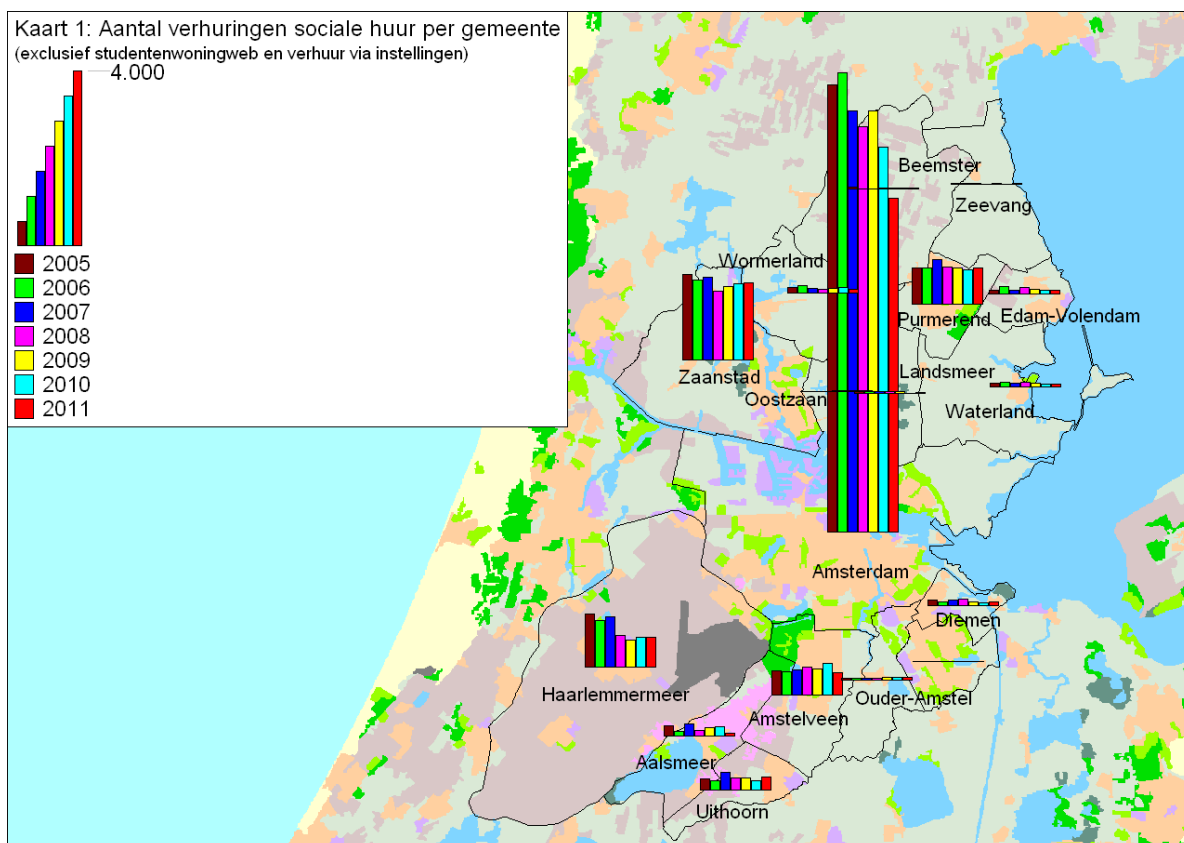 Kaart 1: Aantal verhuringen sociale huur per gemeente
(exclusief studentenwoningweb en verhuur via instellingen)
4.000
2005
2006
2007
2008
2009
2010
2011
Beemster
Zeevang
Wormerland
Purmerend
Edam-Volendam
Zaanstad
Landsmeer
Oostzaan
Waterland
Amsterdam
Diemen
Haarlemmermeer
Ouder-Amstel
Amstelveen
Aalsmeer
Uithoorn